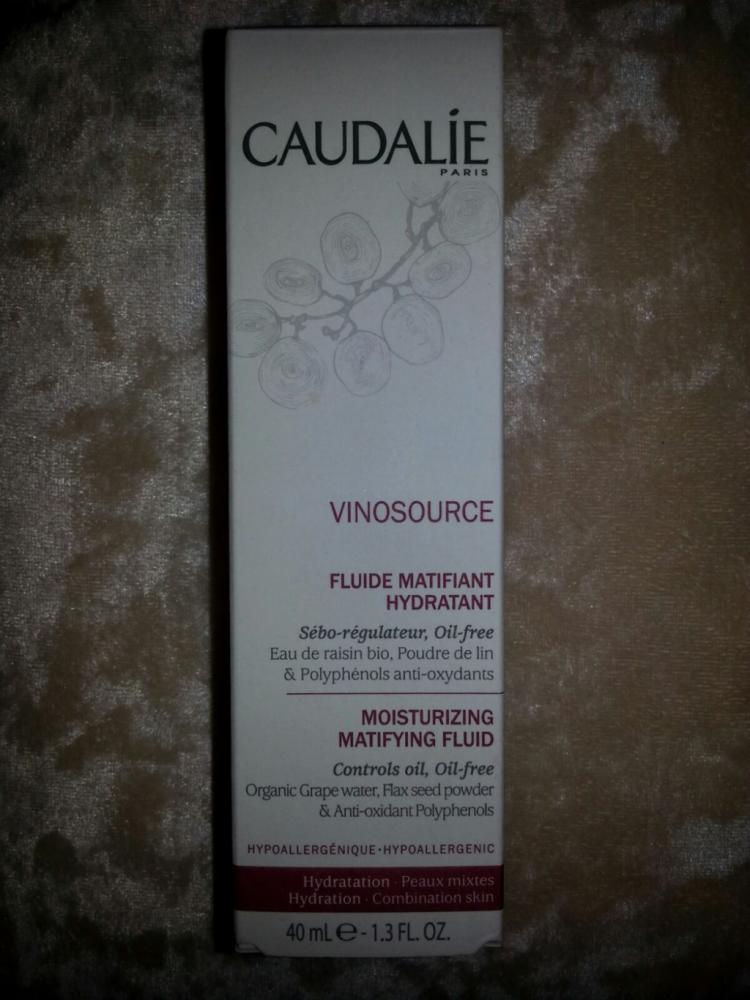 CAUDALÍE
PARIS
VINOSOURCE
FLUIDE MATIFIANT
HYDRATANT
Sébo-régulateur, Oil-free
Eau de raisin bio, Poudre de lin
& Polyphénols anti-oxydants
MOISTURIZING
MATIFYING FLUID
Controls oil, Oil-free
Organic Grape water, Flax seed powder
& Anti-oxidant Polyphenols
HYPOALLERGÉNIQUE·HYPOALLERGENIC
Hydratation · Peaux mixtes
Hydration · Combination skin
40 mL ℮ - 1.3 FL. OZ.